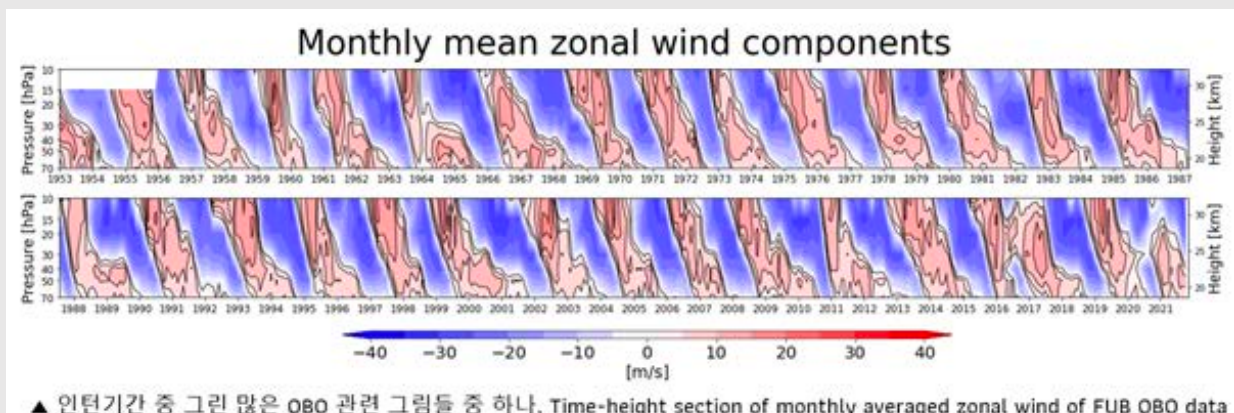 Monthly mean zonal wind components
Pressure [hPa]
10
15
20
30
40
50
70
30
25
20
Height [km]
1953 1954 1955 1956 1957 1958 1959 1960 1961 1962 1963 1964 1965 1966 1967 1968 1969 1970 1971 1972 1973 1974 1975 1976 1977 1978 1979 1980 1981 1982 1983 1984 1985 1986 1987
Pressure [hPa]
10
15
20
30
40
50
70
30
25
20
Height [km]
1988 1989 1990 1991 1992 1993 1994 1995 1996 1997 1998 1999 2000 2001 2002 2003 2004 2005 2006 2007 2008 2009 2010 2011 2012 2013 2014 2015 2016 2017 2018 2019 2020 2021
−40 −30 −20 −10 0 10 20 30 40
[m/s]
▲ 인턴기간 중 그린 많은 QBO 관련 그림들 중 하나. Time-height section of monthly averaged zonal wind of FUB QBO data